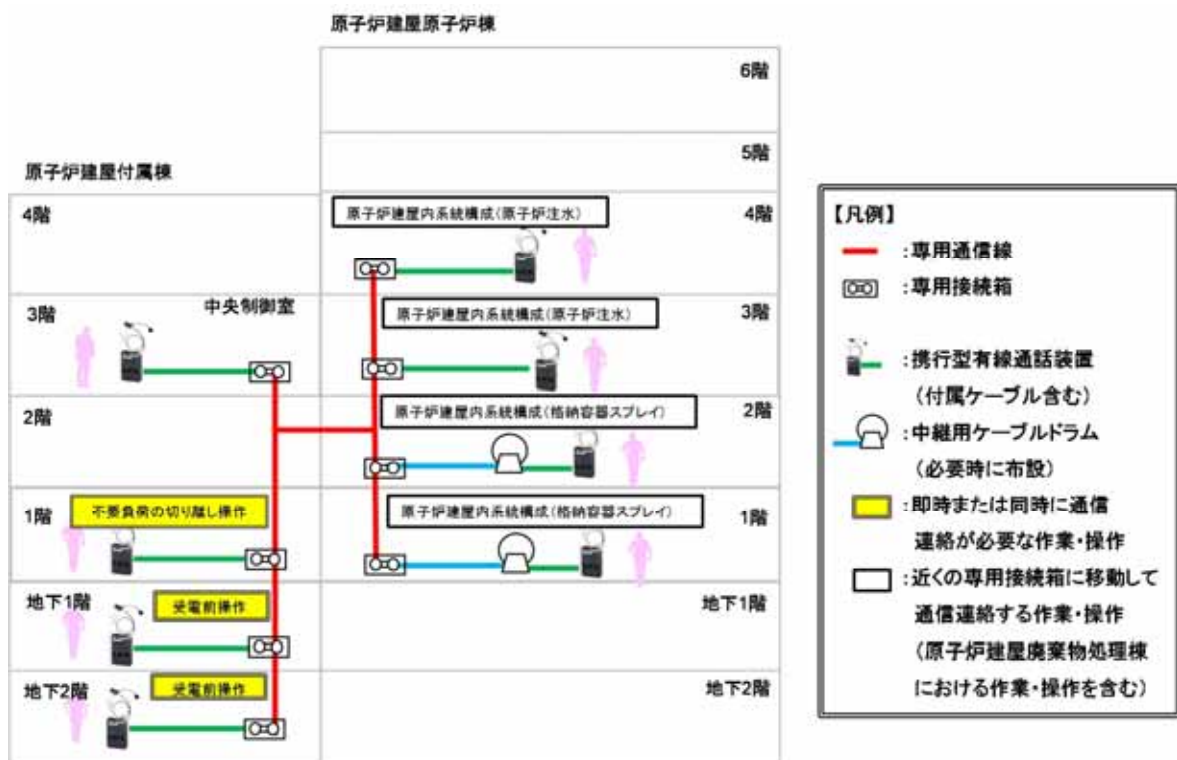 原子炉建屋原子炉棟
6階
5階
原子炉建屋付属棟
4階
原子炉建屋内系統構成(原子炉注水)
4階
3階
中央制御室
原子炉建屋内系統構成(原子炉注水)
3階
2階
原子炉建屋内系統構成(格納容器スプレイ)
2階
1階
不要負荷の切り離し操作
原子炉建屋内系統構成(格納容器スプレイ)
1階
地下1階
受電前操作
地下1階
地下2階
受電前操作
地下2階
【凡例】
:専用通信線
:専用接続箱
:携行型有線通話装置
(付属ケーブル含む)
:中継用ケーブルドラム
(必要時に布設)
:即時または同時に通信
連絡が必要な作業・操作
:近くの専用接続箱に移動して
通信連絡する作業・操作
(原子炉建屋廃棄物処理棟
における作業・操作を含む)